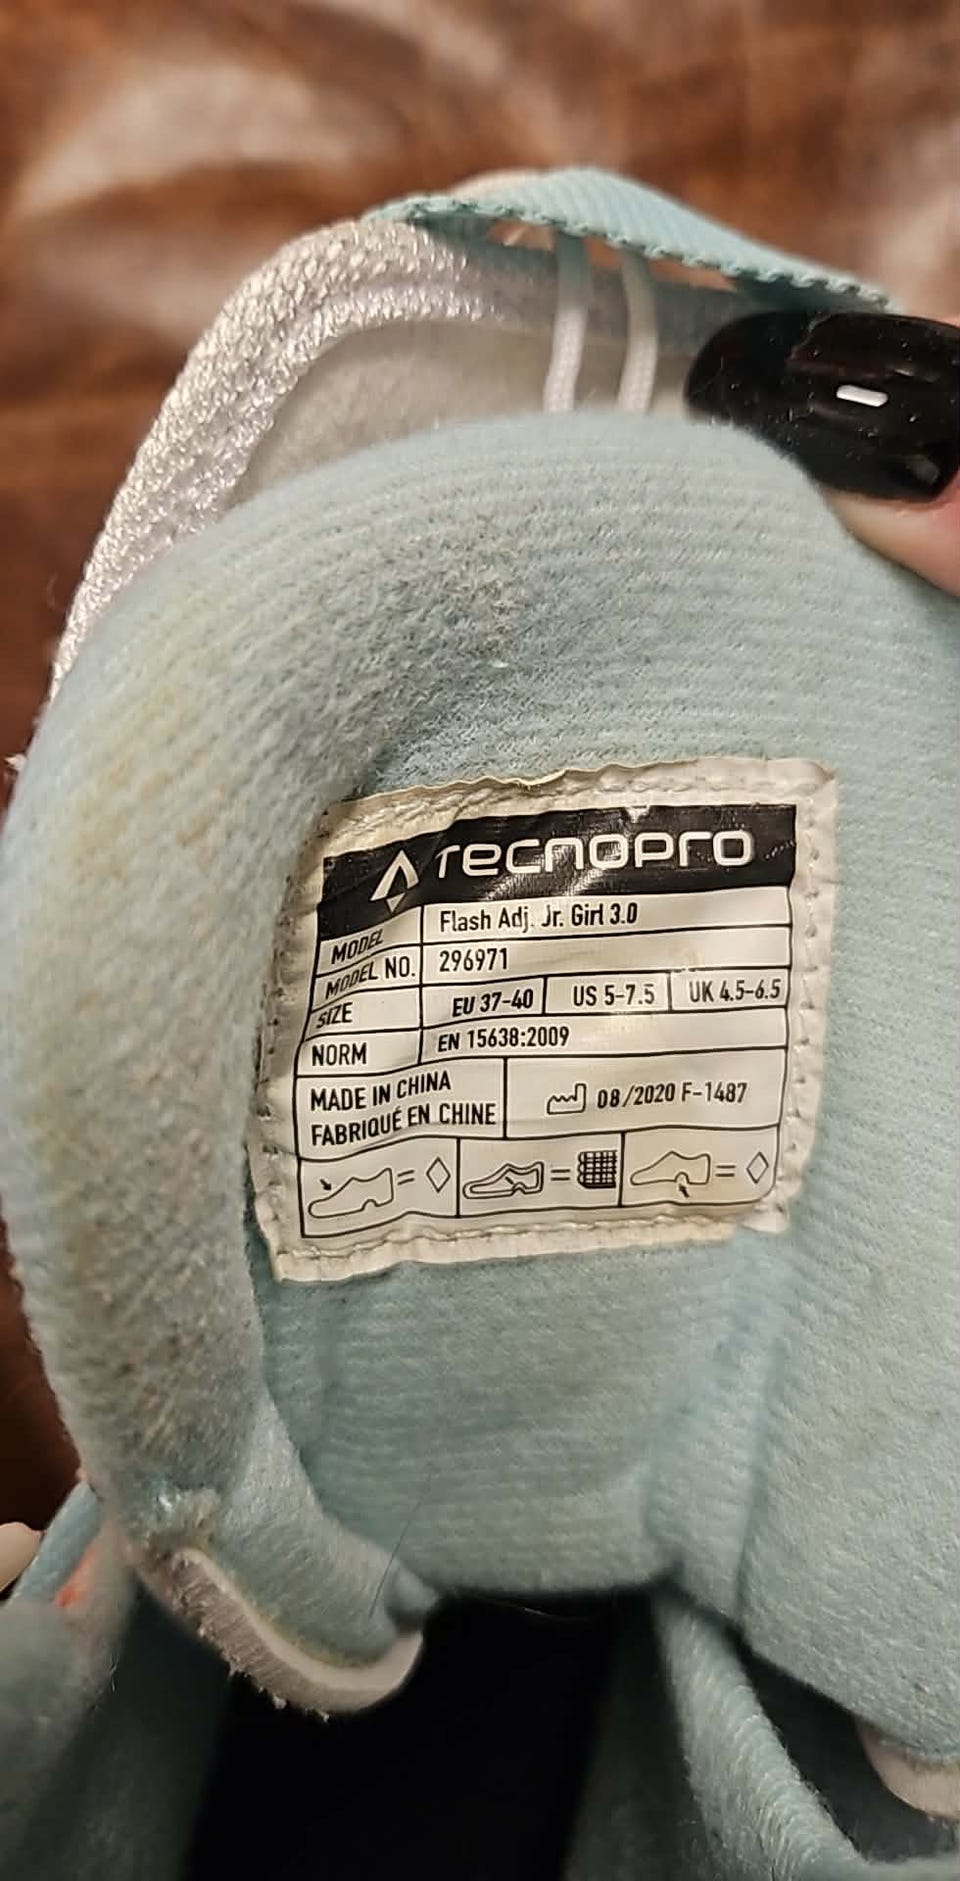 TECNOPRO
MODEL Flash Adj. Jr. Girl 3.0
MODEL NO. 296971
SIZE EU 37-40 US 5-7.5 UK 4.5-6.5
NORM EN 15638:2009
MADE IN CHINA
FABRIQUÉ EN CHINE
08/2020 F-1487